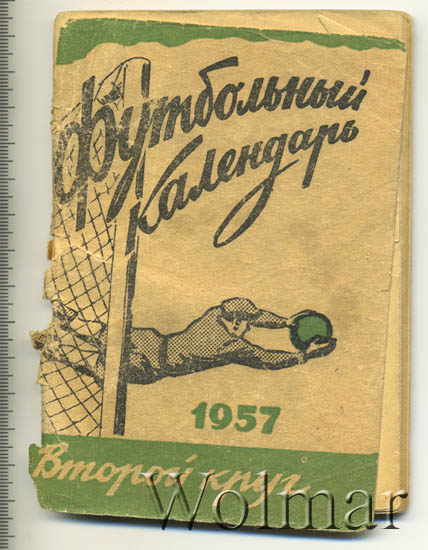 Футбольный
Календарь
1957
Второй круг
Wolmar